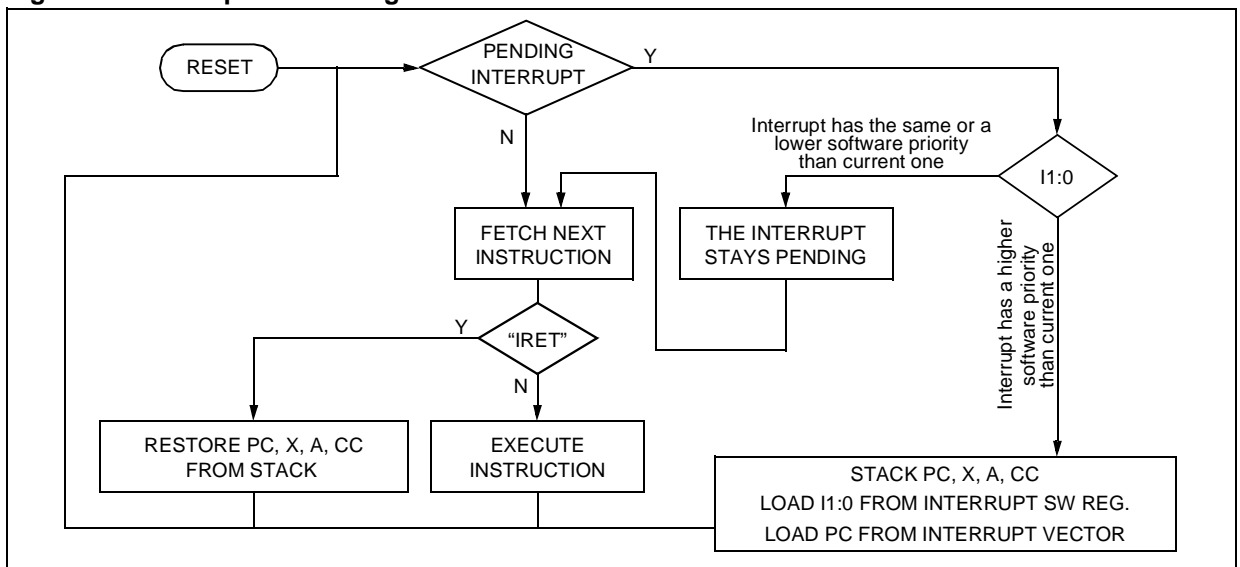 RESET
PENDING
INTERRUPT
Y
N
Interrupt has the same or a
lower software priority
than current one
I1:0
FETCH NEXT
INSTRUCTION
THE INTERRUPT
STAYS PENDING
Interrupt has a higher
software priority
than current one
Y
“IRET”
N
RESTORE PC, X, A, CC
FROM STACK
EXECUTE
INSTRUCTION
STACK PC, X, A, CC
LOAD I1:0 FROM INTERRUPT SW REG.
LOAD PC FROM INTERRUPT VECTOR